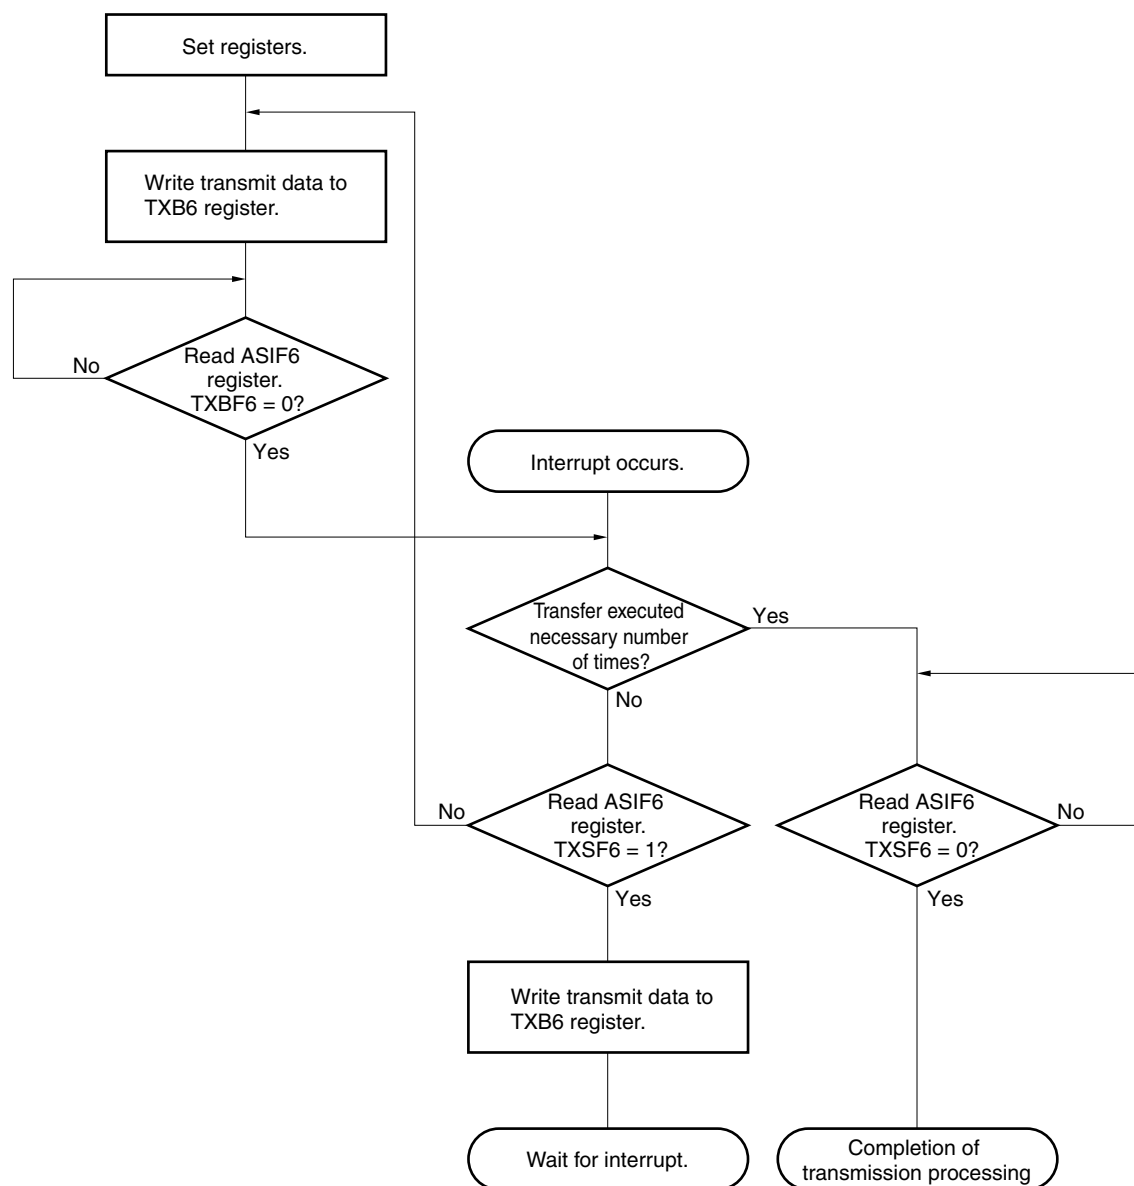 Set registers.
Write transmit data to
TXB6 register.
No
Read ASIF6
register.
TXBF6 = 0?
Yes
Interrupt occurs.
Transfer executed
necessary number
of times?
Yes
No
No
Read ASIF6
register.
TXSF6 = 1?
Yes
Read ASIF6
register.
TXSF6 = 0?
No
Yes
Write transmit data to
TXB6 register.
Wait for interrupt.
Completion of
transmission processing